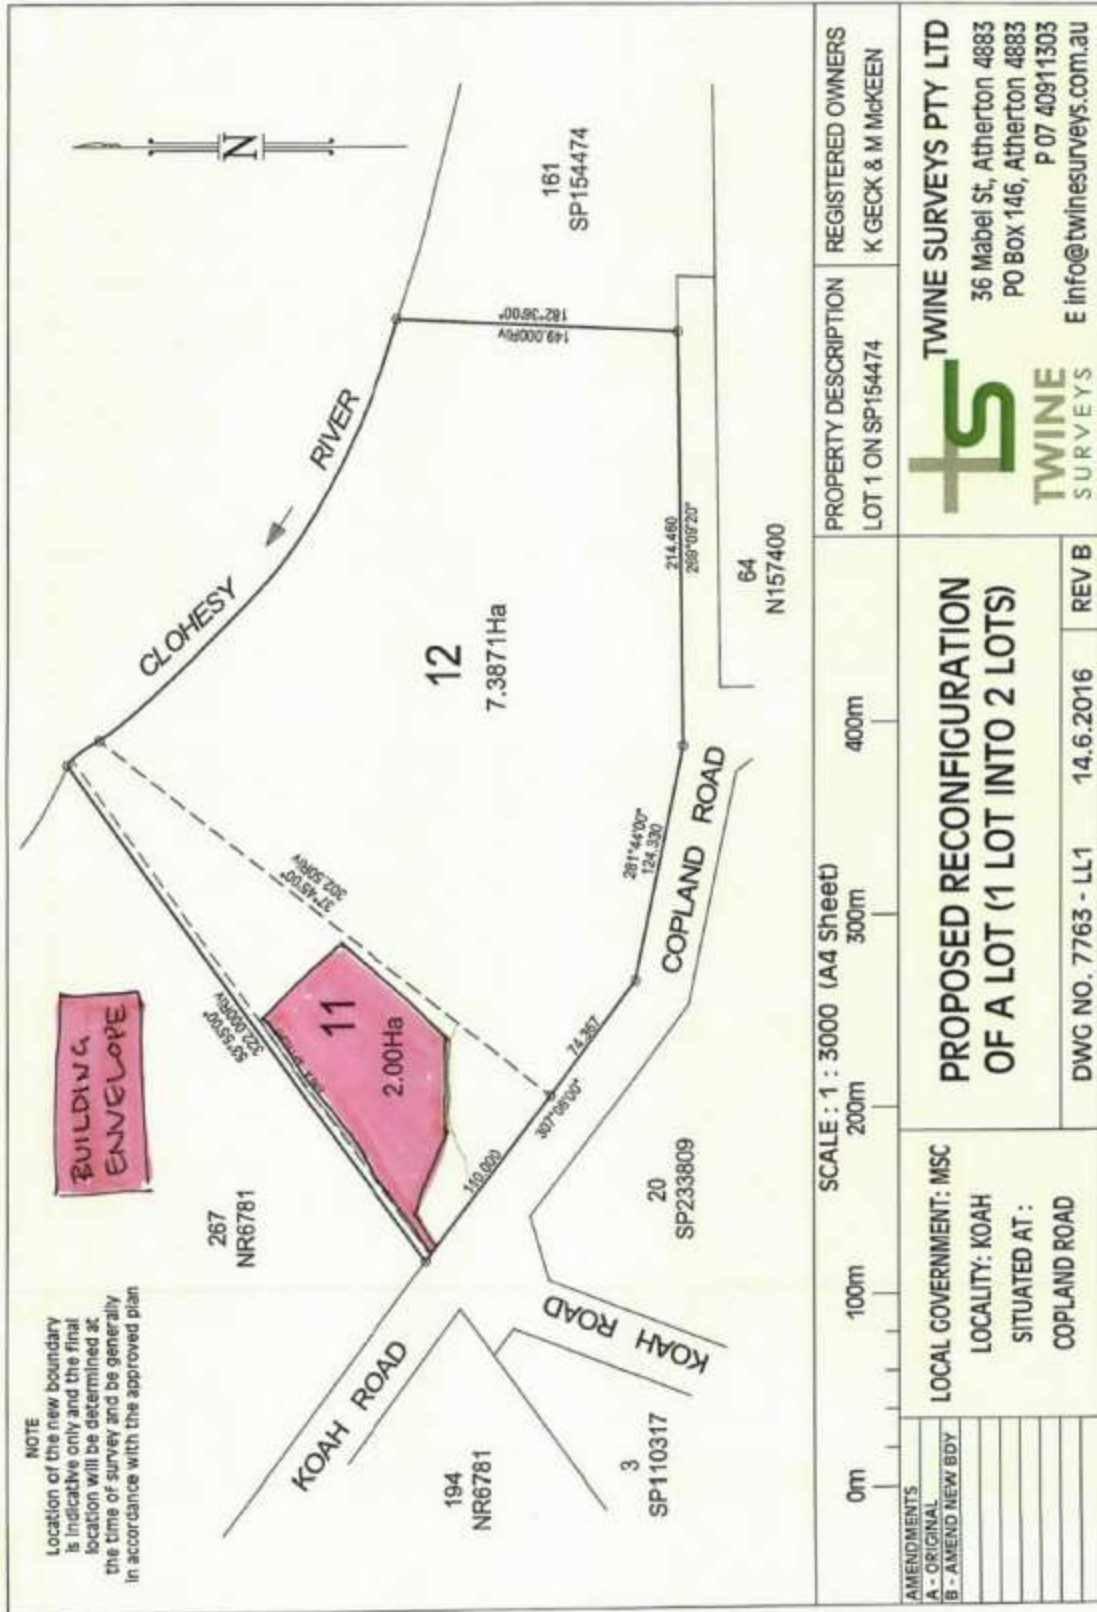 NOTE
Location of the new boundary
is indicative only and the final
location will be determined at
the time of survey and be generally
in accordance with the approved plan
BUILDING
ENVELOPE
N
267
NR6781
CLOHESY
RIVER
161
SP154474
53°55'00"
322.000Riv
37°45'00"
302.50Riv
11
2.00Ha
12
7.3871Ha
149.000Riv
182°36'00"
KOAH ROAD
110.000
307°06'00"
74.367
281°44'00"
124.330
214.460
269°09'20"
COPLAND ROAD
194
NR6781
KOAH ROAD
20
SP233809
64
N157400
3
SP110317
SCALE : 1 : 3000 (A4 Sheet)
0m
100m
200m
300m
400m
PROPERTY DESCRIPTION
LOT 1 ON SP154474
REGISTERED OWNERS
K GECK & M McKEEN
AMENDMENTS
A - ORIGINAL
B - AMEND NEW BDY
LOCAL GOVERNMENT: MSC
LOCALITY: KOAH
SITUATED AT :
COPLAND ROAD
PROPOSED RECONFIGURATION
OF A LOT (1 LOT INTO 2 LOTS)
DWG NO. 7763 - LL1
14.6.2016
REV B
TS
TWINE
SURVEYS
TWINE SURVEYS PTY LTD
36 Mabel St, Atherton 4883
PO Box 146, Atherton 4883
P 07 40911303
E info@twinesurveys.com.au